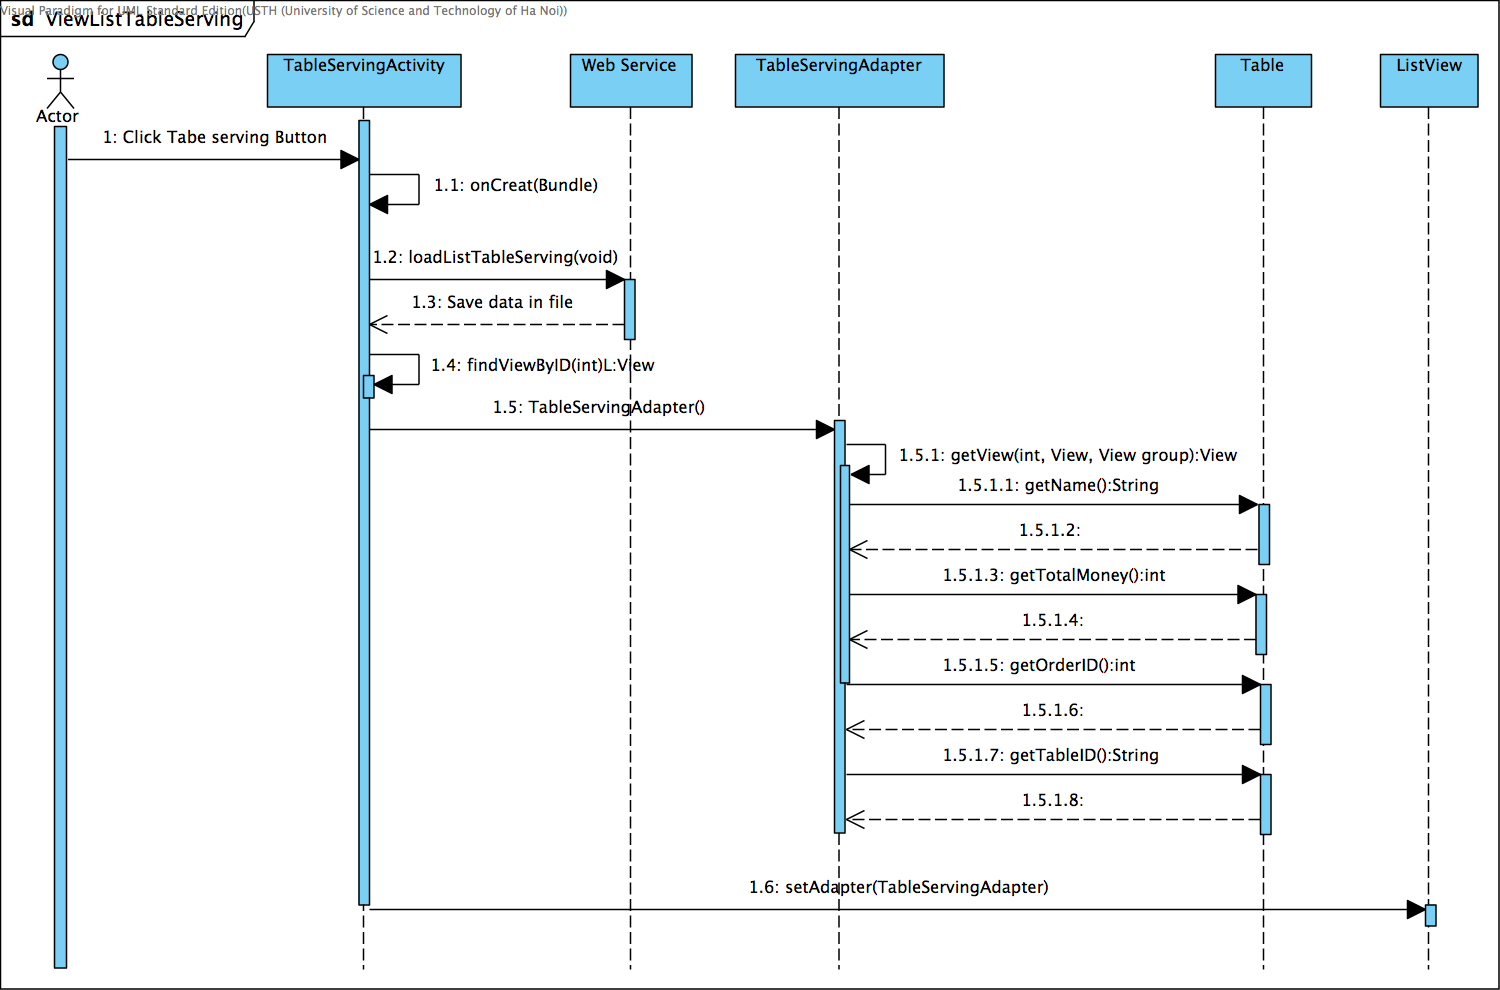 Visual Paradigm for UML Standard Edition(USTH (University of Science and Technology of Ha Noi))
sd ViewListTableServing
TableServingActivity
Web Service
TableServingAdapter
Table
ListView
Actor
1: Click Tabe serving Button
1.1: onCreat(Bundle)
1.2: loadListTableServing(void)
1.3: Save data in file
1.4: findViewByID(int)L:View
1.5: TableServingAdapter()
1.5.1: getView(int, View, View group):View
1.5.1.1: getName():String
1.5.1.2:
1.5.1.3: getTotalMoney():int
1.5.1.4:
1.5.1.5: getOrderID():int
1.5.1.6:
1.5.1.7: getTableID():String
1.5.1.8:
1.6: setAdapter(TableServingAdapter)